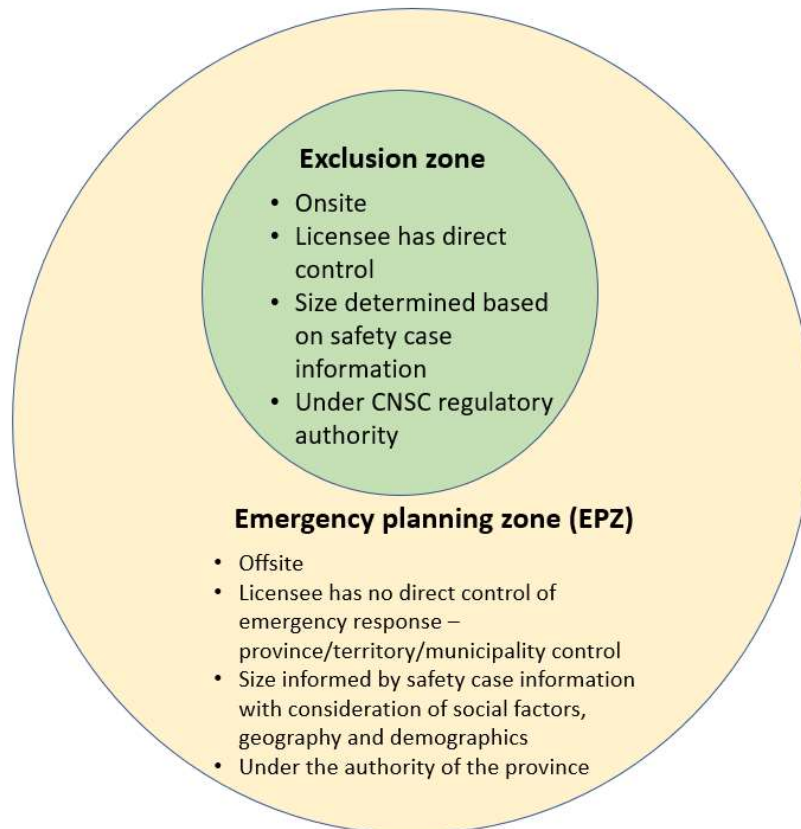 Exclusion zone
• Onsite
• Licensee has direct
control
• Size determined based
on safety case
information
• Under CNSC regulatory
authority
Emergency planning zone (EPZ)
• Offsite
• Licensee has no direct control of
emergency response –
province/territory/municipality control
• Size informed by safety case information
with consideration of social factors,
geography and demographics
• Under the authority of the province